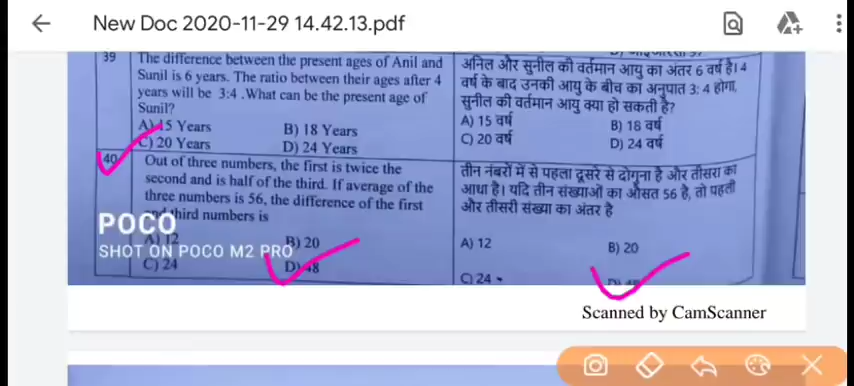 New Doc 2020-11-29 14.42.13.pdf
39 The difference between the present ages of Anil and
Sunil is 6 years. The ratio between their ages after 4
years will be 3:4 .What can be the present age of
Sunil?
A) 15 Years B) 18 Years
C) 20 Years D) 24 Years
अनिल और सुनील की वर्तमान आयु का अंतर 6 वर्ष है। 4
वर्ष के बाद उनकी आयु के बीच का अनुपात 3: 4 होगा,
सुनील की वर्तमान आयु क्या हो सकती है?
A) 15 वर्ष B) 18 वर्ष
C) 20 वर्ष D) 24 वर्ष
40 Out of three numbers, the first is twice the
second and is half of the third. If average of the
three numbers is 56, the difference of the first
and third numbers is
A) 12 B) 20
C) 24 D) 48
तीन नंबरों में से पहला दूसरे से दोगुना है और तीसरा का
आधा है। यदि तीन संख्याओं का औसत 56 है, तो पहली
और तीसरी संख्या का अंतर है
A) 12 B) 20
C) 24 D) 48
POCO
SHOT ON POCO M2 PRO
Scanned by CamScanner